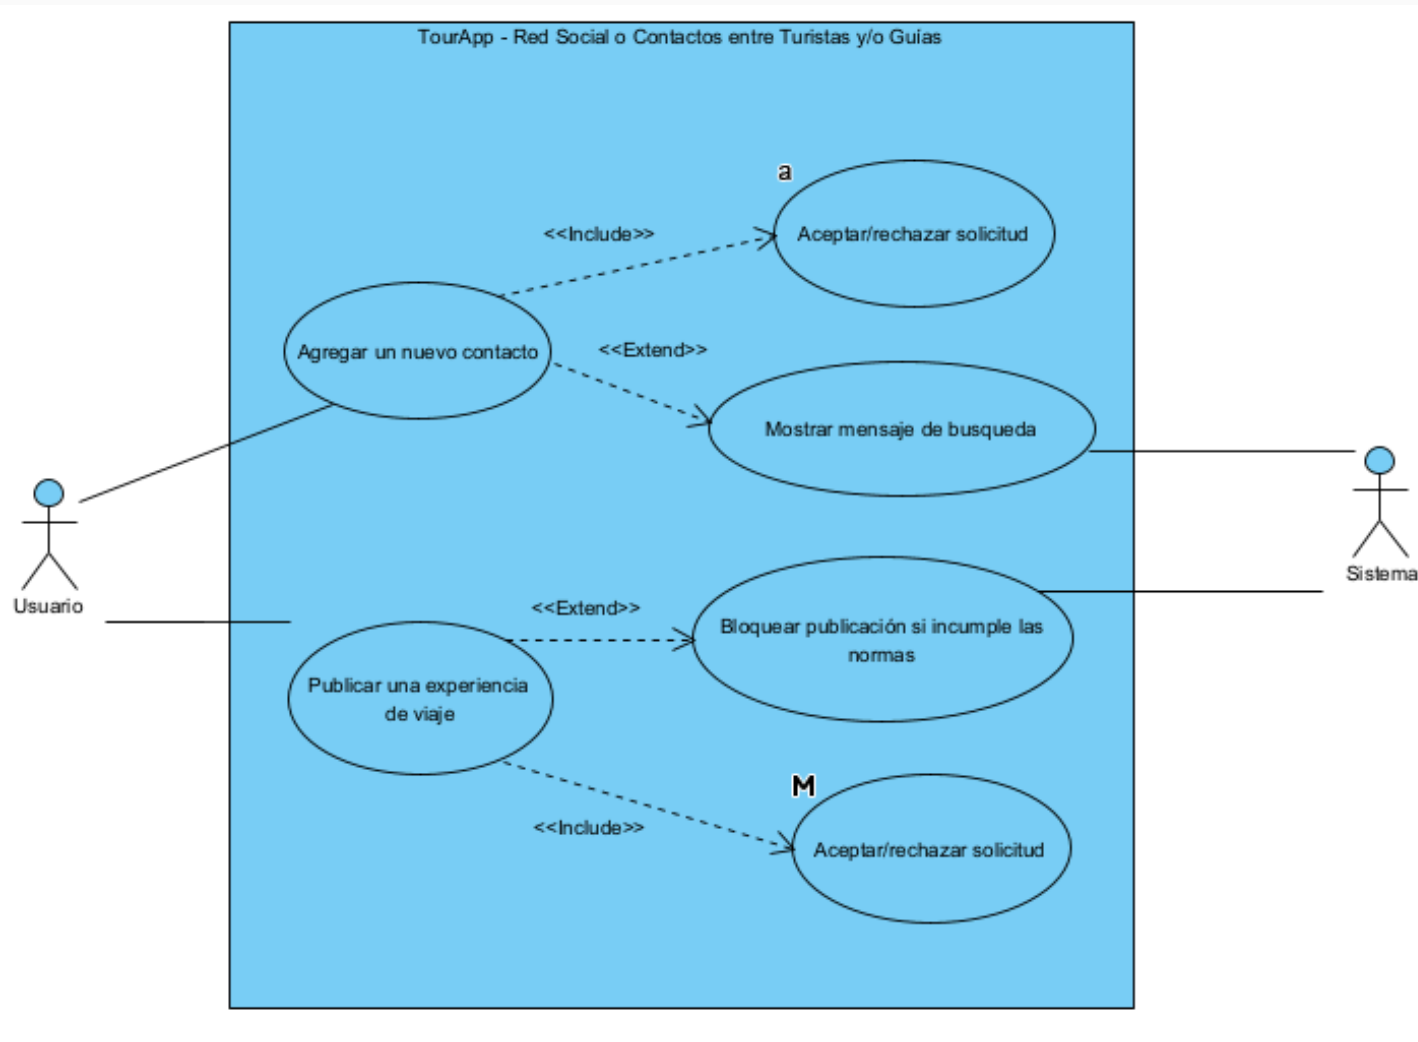 TourApp - Red Social o Contactos entre Turistas y/o Guías
a
<<Include>>
Aceptar/rechazar solicitud
Agregar un nuevo contacto
<<Extend>>
Mostrar mensaje de busqueda
Usuario
Sistema
<<Extend>>
Bloquear publicación si incumple las
normas
Publicar una experiencia
de viaje
M
<<Include>>
Aceptar/rechazar solicitud